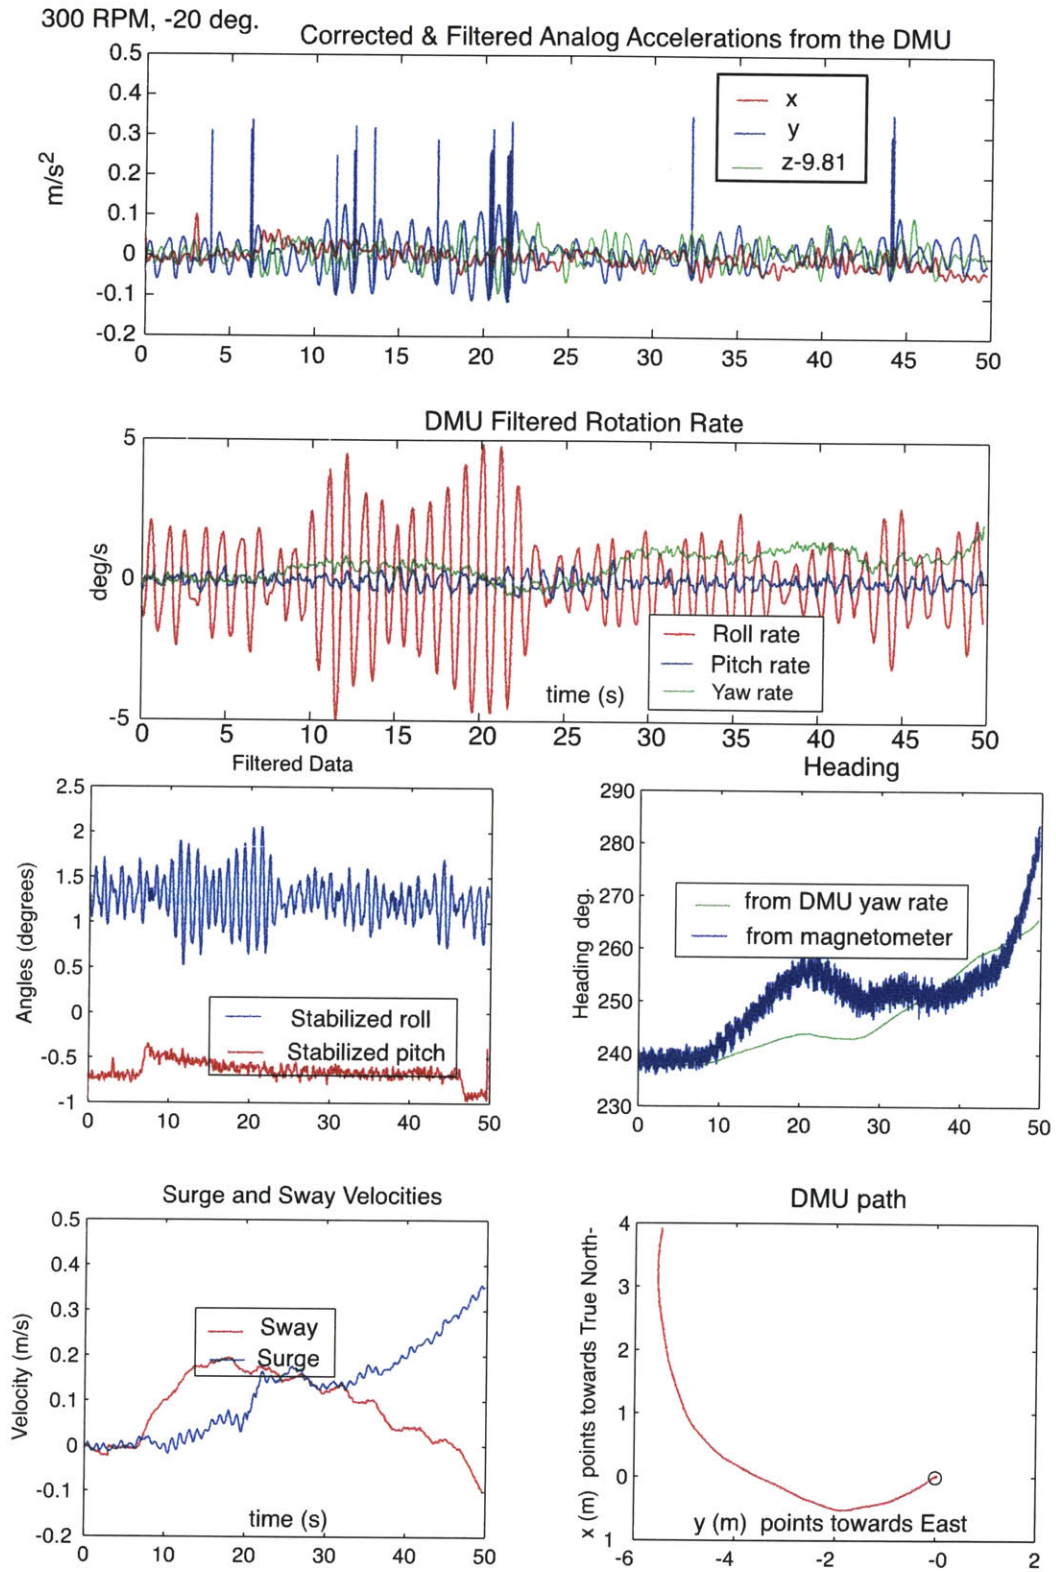 300 RPM, -20 deg.
Corrected & Filtered Analog Accelerations from the DMU
0.5
0.4
0.3
0.2
0.1
0
-0.1
-0.2
m/s2
x
y
z-9.81
0 5 10 15 20 25 30 35 40 45 50
DMU Filtered Rotation Rate
5
0
-5
deg/s
Roll rate
Pitch rate
Yaw rate
time (s)
0 5 10 15 20 25 30 35 40 45 50
Filtered Data
2.5
2
1.5
1
0.5
0
-0.5
-1
Angles (degrees)
Stabilized roll
Stabilized pitch
0 10 20 30 40 50
Heading
290
280
270
260
250
240
230
Heading deg.
from DMU yaw rate
from magnetometer
0 10 20 30 40 50
Surge and Sway Velocities
0.5
0.4
0.3
0.2
0.1
0
-0.1
-0.2
Velocity (m/s)
Sway
Surge
time (s)
0 10 20 30 40 50
DMU path
4
3
2
1
0
1
x (m) points towards True North-
y (m) points towards East
-6 -4 -2 -0 2